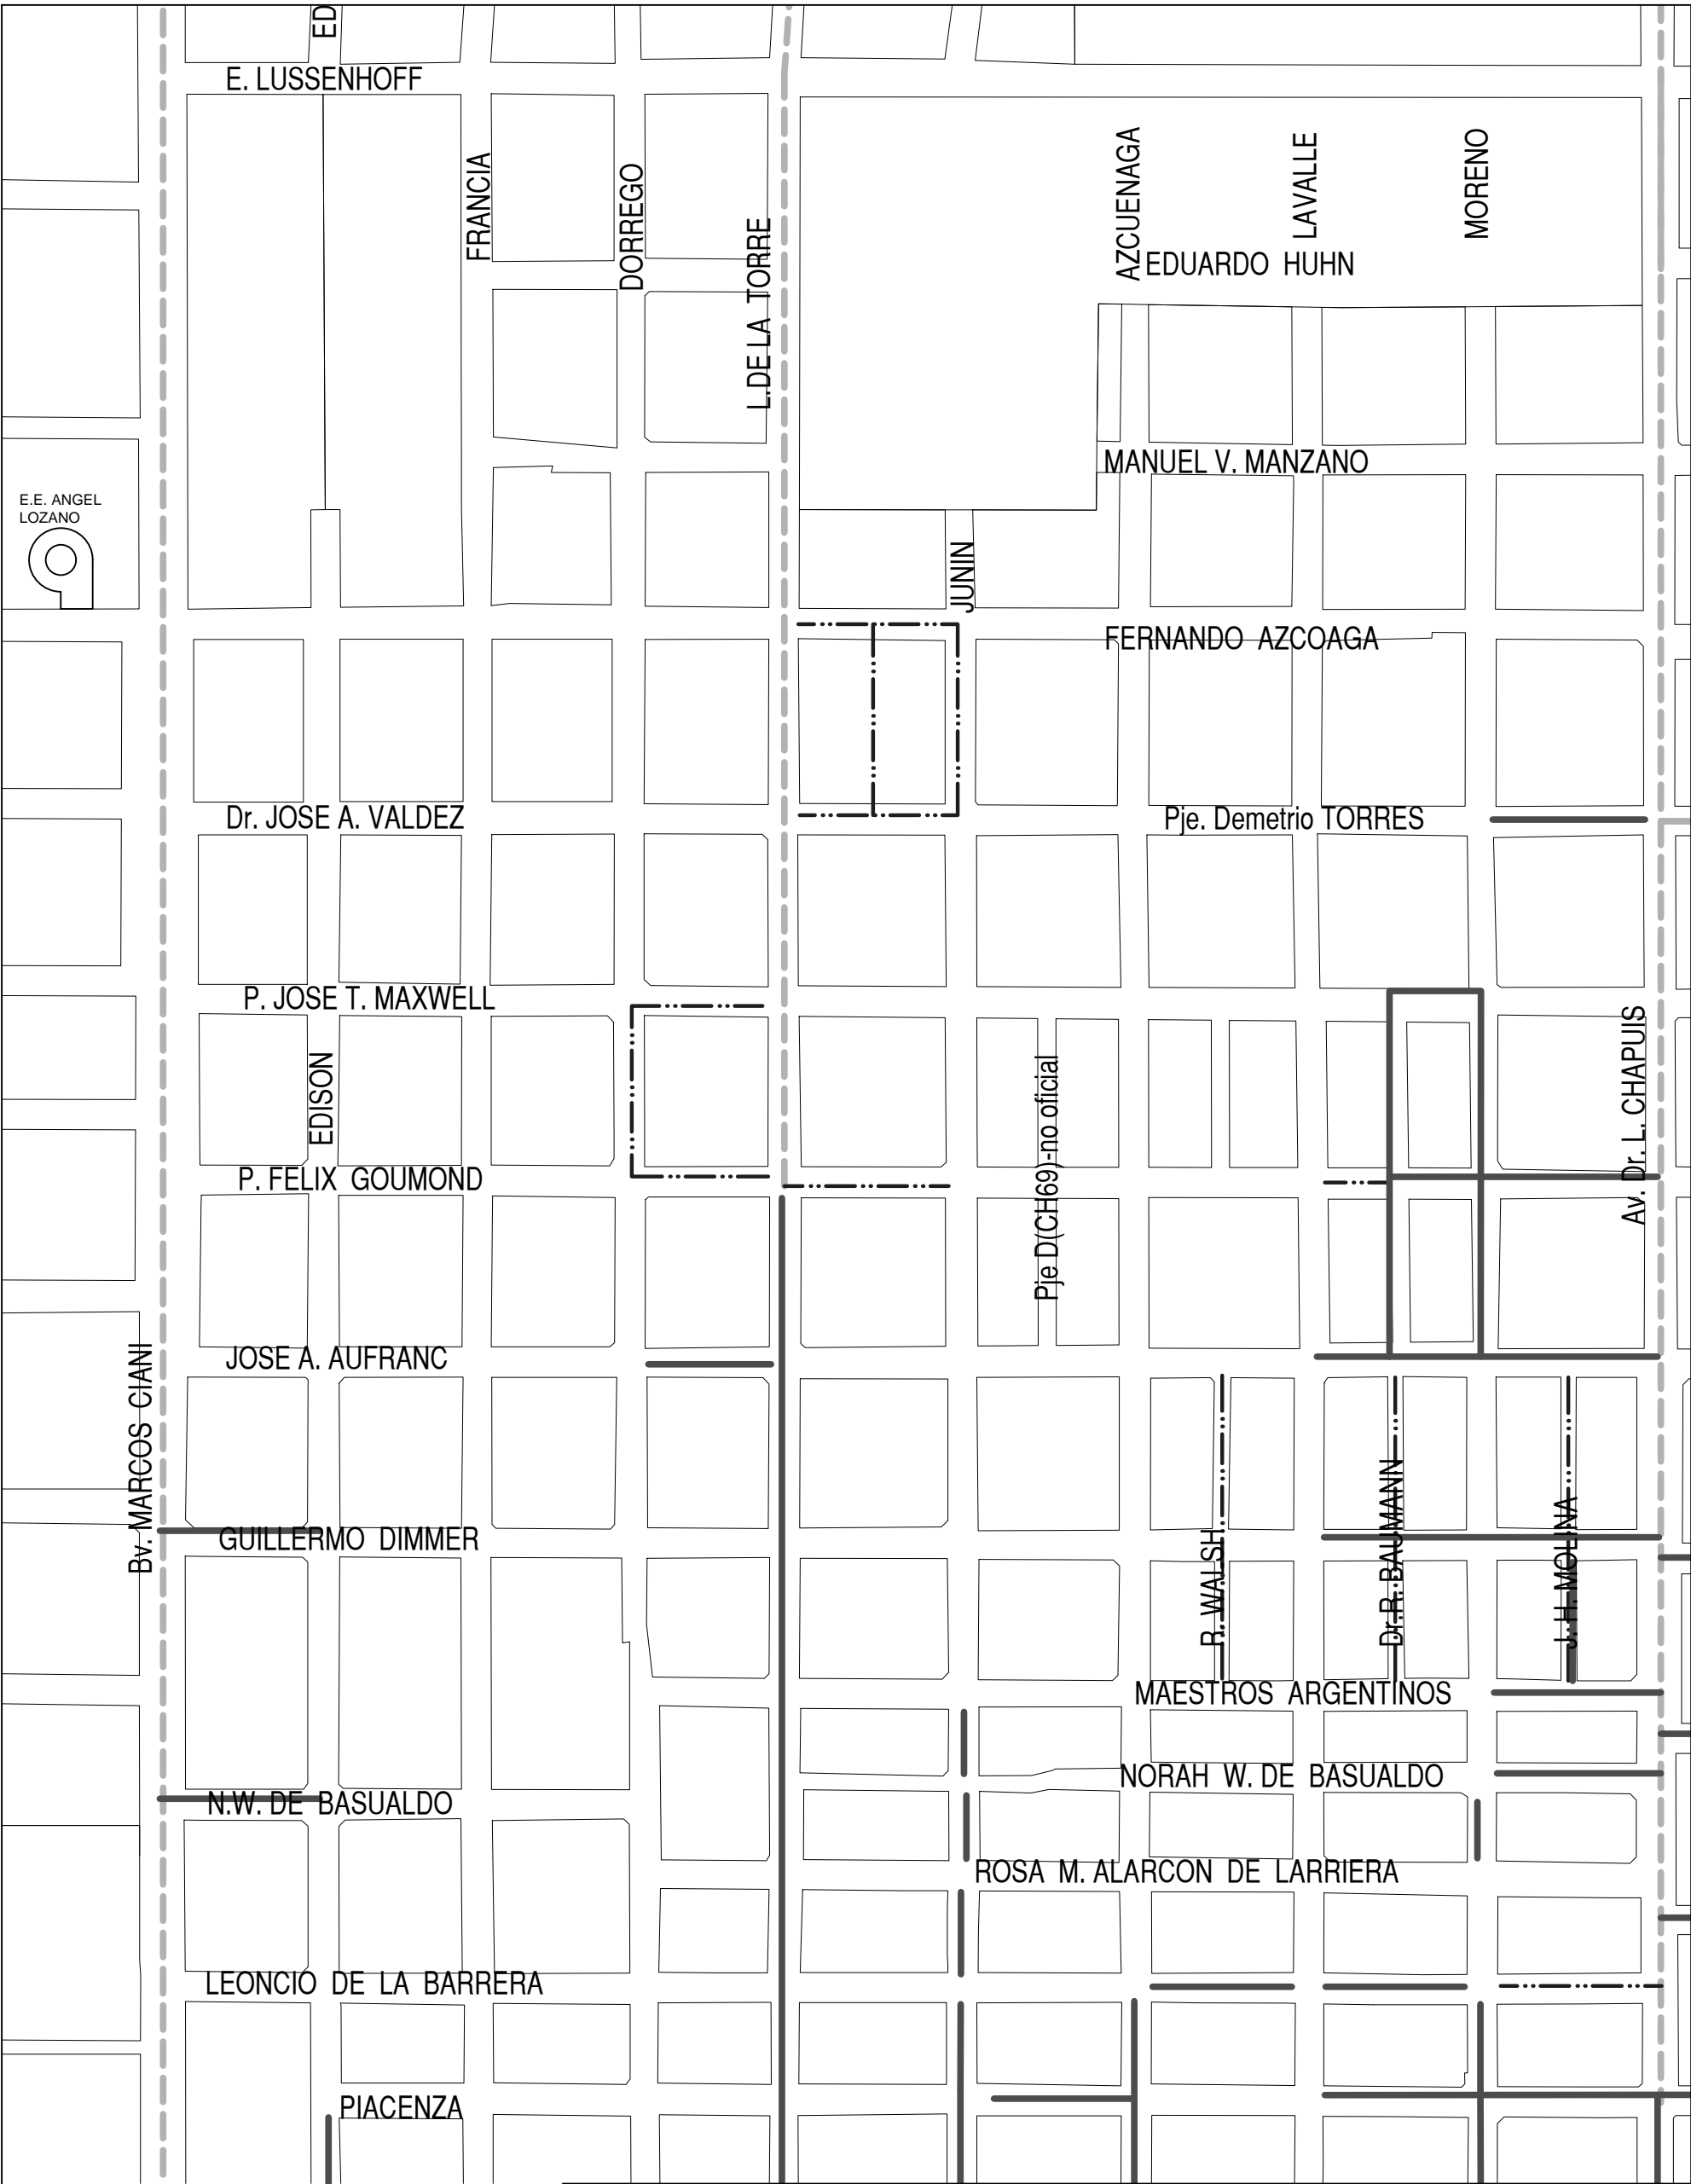 ED
E. LUSSENHOFF
FRANCIA
DORREGO
L.DE LA TORRE
AZCUENAGA
LAVALLE
MORENO
EDUARDO HUHN
MANUEL V. MANZANO
E.E. ANGEL
LOZANO
JUNIN
FERNANDO AZCOAGA
Dr. JOSE A. VALDEZ
Pje. Demetrio TORRES
P. JOSE T. MAXWELL
EDISON
Pje D(CH69)-no oficial
Av. Dr. L. CHAPUIS
P. FELIX GOUMOND
JOSE A. AUFRANC
Bv. MARCOS CIANI
GUILLERMO DIMMER
R. WALSH
Dr.R. BAUMANN
J. H. MOLINA
MAESTROS ARGENTINOS
NORAH W. DE BASUALDO
N.W. DE BASUALDO
ROSA M. ALARCON DE LARRIERA
LEONCIO DE LA BARRERA
PIACENZA